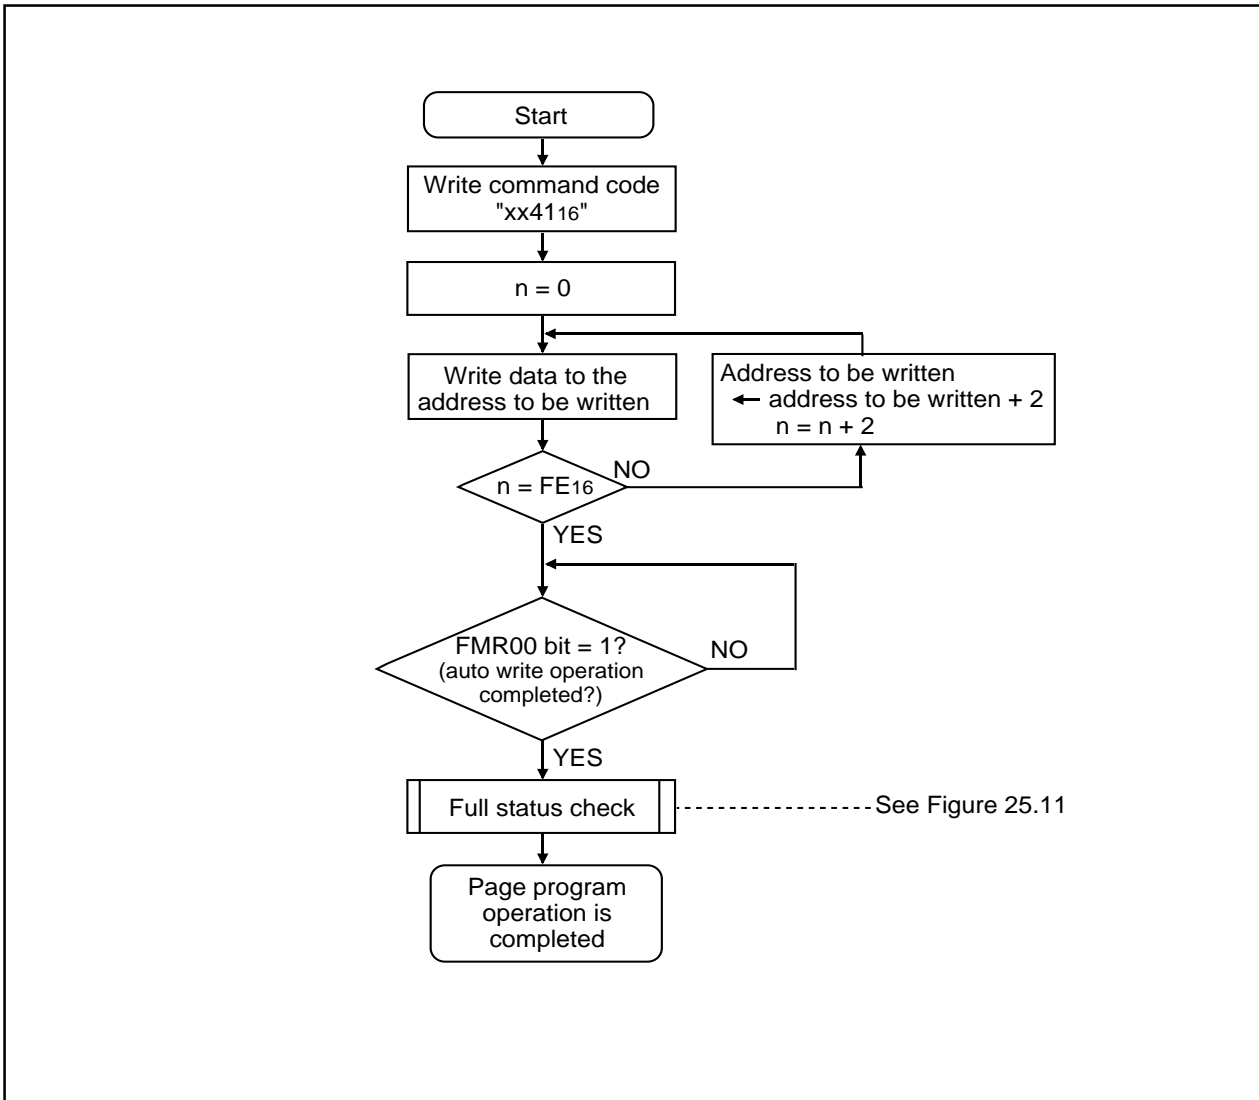 Start
Write command code
"xx4116"
n = 0
Write data to the
address to be written
Address to be written
← address to be written + 2
n = n + 2
n = FE16
NO
YES
FMR00 bit = 1?
(auto write operation
completed?)
NO
YES
Full status check
See Figure 25.11
Page program
operation is
completed